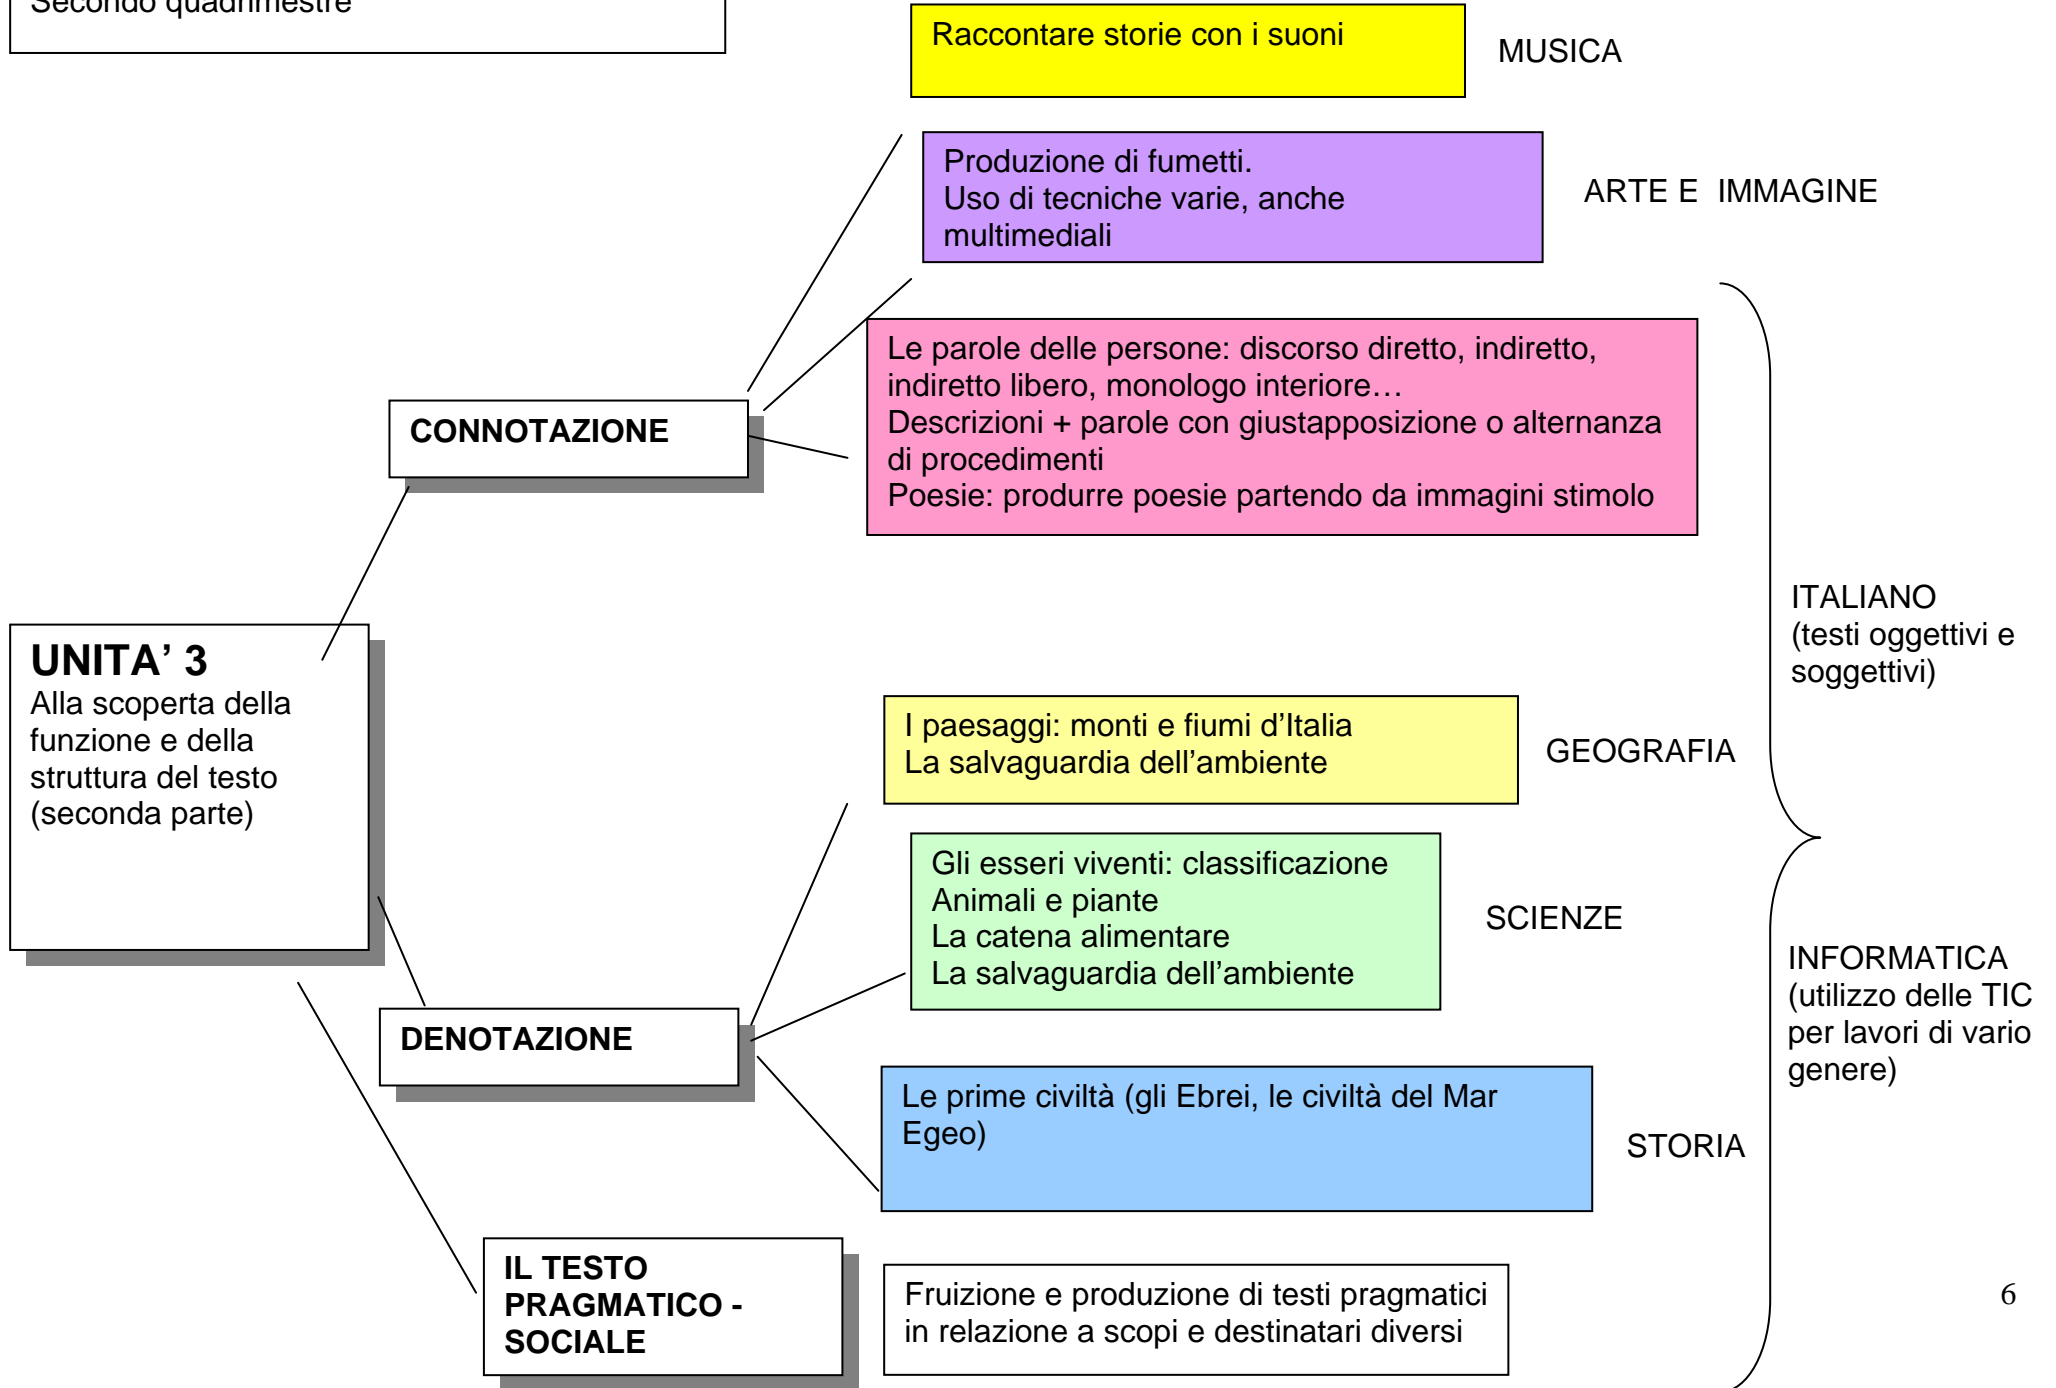 Secondo quadrimestre
Raccontare storie con i suoni
MUSICA
Produzione di fumetti.
Uso di tecniche varie, anche
multimediali
ARTE E  IMMAGINE
Le parole delle persone: discorso diretto, indiretto,
indiretto libero, monologo interiore…
Descrizioni + parole con giustapposizione o alternanza
di procedimenti
Poesie: produrre poesie partendo da immagini stimolo
CONNOTAZIONE
ITALIANO
(testi oggettivi e
soggettivi)
UNITA’ 3
Alla scoperta della
funzione e della
struttura del testo
(seconda parte)
I paesaggi: monti e fiumi d’Italia
La salvaguardia dell’ambiente
GEOGRAFIA
Gli esseri viventi: classificazione
Animali e piante
La catena alimentare
La salvaguardia dell’ambiente
SCIENZE
INFORMATICA
(utilizzo delle TIC
per lavori di vario
genere)
DENOTAZIONE
Le prime civiltà (gli Ebrei, le civiltà del Mar
Egeo)
STORIA
IL TESTO
PRAGMATICO -
SOCIALE
Fruizione e produzione di testi pragmatici
in relazione a scopi e destinatari diversi
6